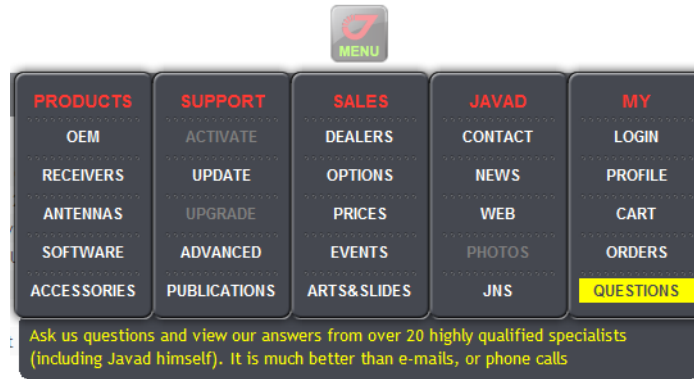 MENU
PRODUCTS SUPPORT SALES JAVAD MY
OEM ACTIVATE DEALERS CONTACT LOGIN
RECEIVERS UPDATE OPTIONS NEWS PROFILE
ANTENNAS UPGRADE PRICES WEB CART
SOFTWARE ADVANCED EVENTS PHOTOS ORDERS
ACCESSORIES PUBLICATIONS ARTS&SLIDES JNS QUESTIONS
Ask us questions and view our answers from over 20 highly qualified specialists
(including Javad himself). It is much better than e-mails, or phone calls